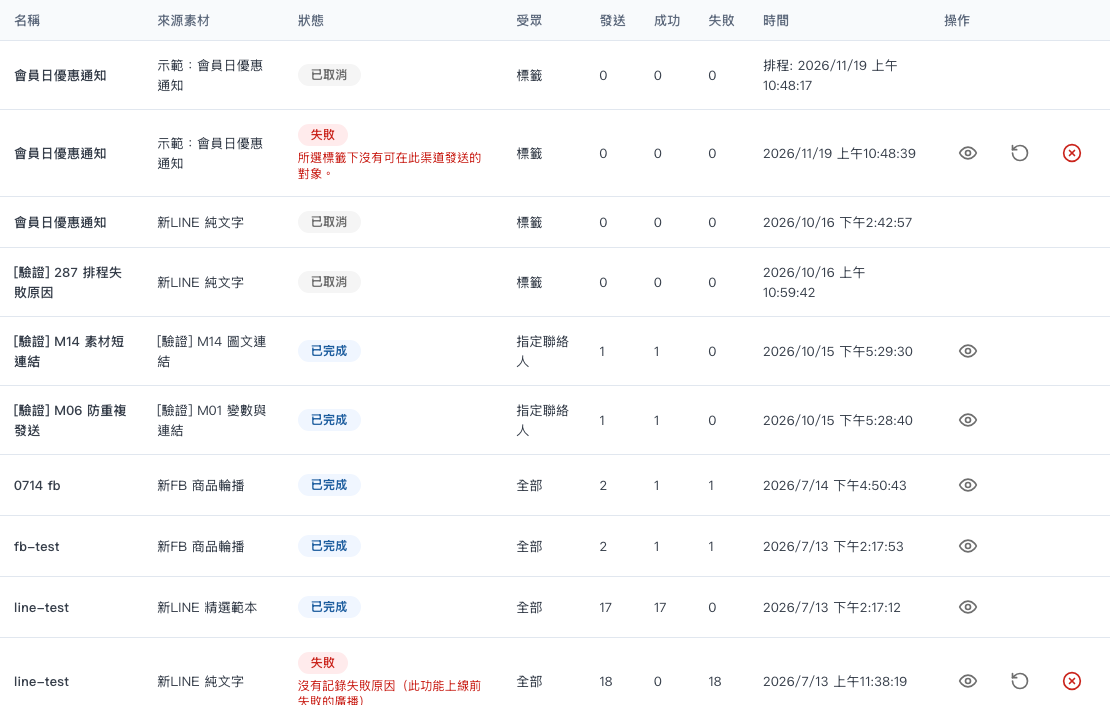 名稱 來源素材 狀態 受眾 發送 成功 失敗 時間 操作
會員日優惠通知 示範：會員日優惠通知 已取消 標籤 0 0 0 排程: 2026/11/19 上午10:48:17
會員日優惠通知 示範：會員日優惠通知 失敗 所選標籤下沒有可在此渠道發送的對象。 標籤 0 0 0 2026/11/19 上午10:48:39
會員日優惠通知 新LINE 純文字 已取消 標籤 0 0 0 2026/10/16 下午2:42:57
[驗證] 287 排程失敗原因 新LINE 純文字 已取消 標籤 0 0 0 2026/10/16 上午10:59:42
[驗證] M14 素材短連結 [驗證] M14 圖文連結 已完成 指定聯絡人 1 1 0 2026/10/15 下午5:29:30
[驗證] M06 防重複發送 [驗證] M01 變數與連結 已完成 指定聯絡人 1 1 0 2026/10/15 下午5:28:40
0714 fb 新FB 商品輪播 已完成 全部 2 1 1 2026/7/14 下午4:50:43
fb-test 新FB 商品輪播 已完成 全部 2 1 1 2026/7/13 下午2:17:53
line-test 新LINE 精選範本 已完成 全部 17 17 0 2026/7/13 下午2:17:12
line-test 新LINE 純文字 失敗 沒有記錄失敗原因（此功能上線前失敗的廣播） 全部 18 0 18 2026/7/13 上午11:38:19